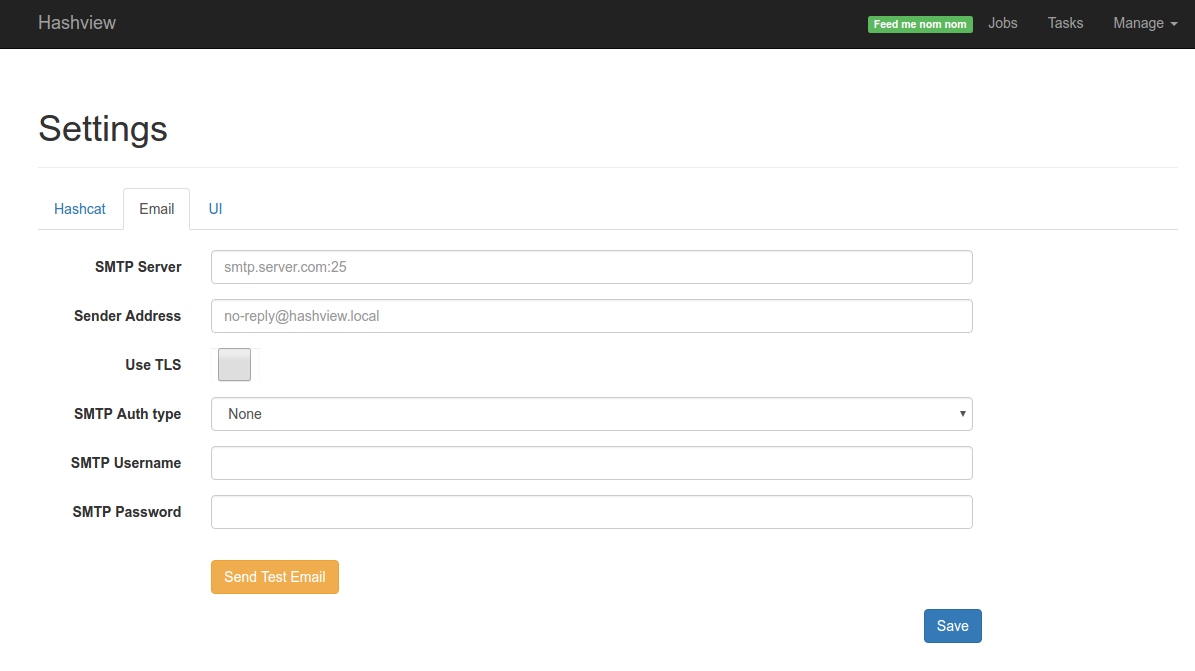 Hashview Feed me nom nom Jobs Tasks Manage
Settings
Hashcat Email UI
SMTP Server smtp.server.com:25
Sender Address no-reply@hashview.local
Use TLS
SMTP Auth type None
SMTP Username
SMTP Password
Send Test Email
Save